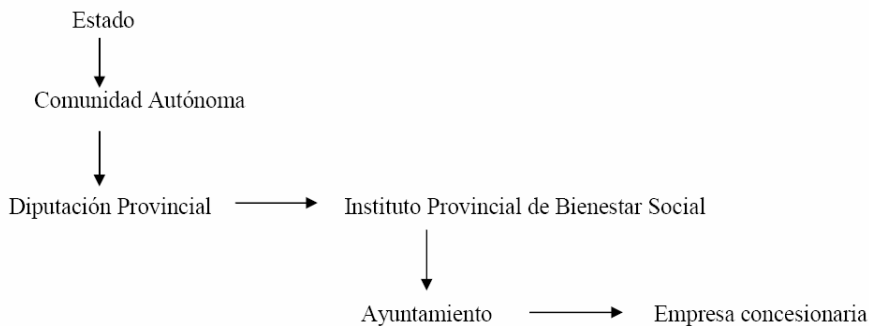 Estado
Comunidad Autónoma
Diputación Provincial
Instituto Provincial de Bienestar Social
Ayuntamiento
Empresa concesionaria